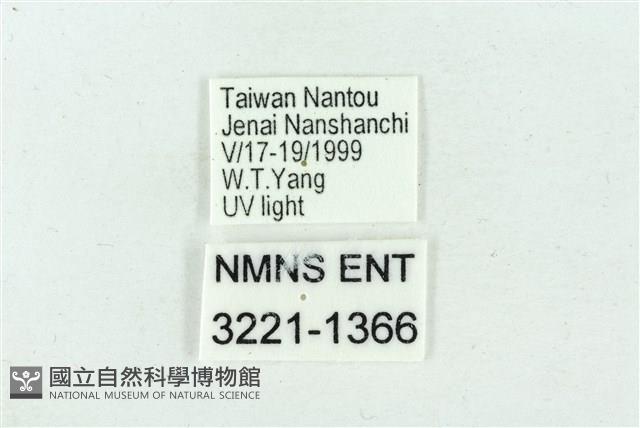 Taiwan Nantou
Jenai Nanshanchi
V/17-19/1999
W.T.Yang
UV light
NMNS ENT
3221-1366
國立自然科學博物館
NATIONAL MUSEUM OF NATURAL SCIENCE